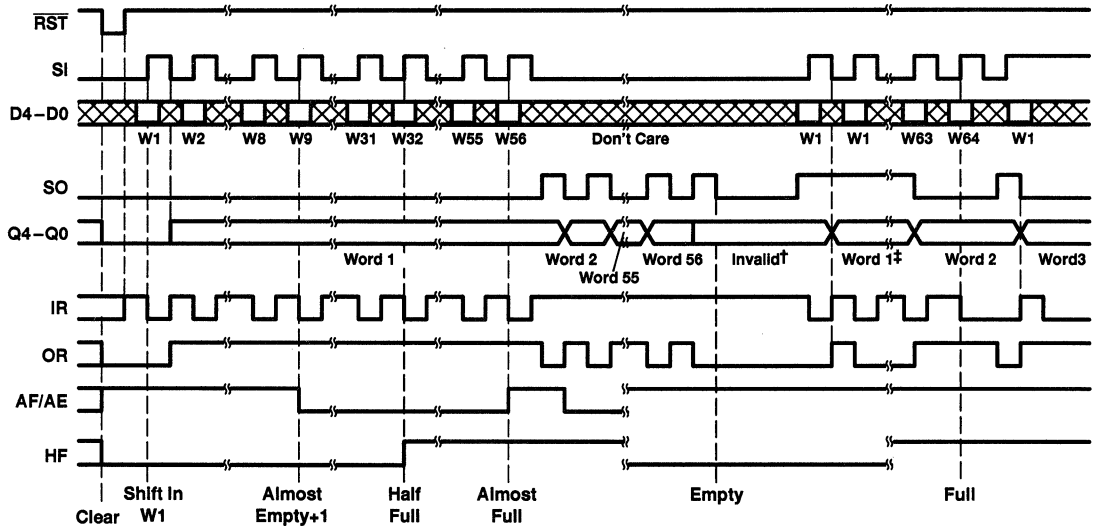 RST
SI
D4–D0
W1 W2 W8 W9 W31 W32 W55 W56 Don't Care W1 W1 W63 W64 W1
SO
Q4–Q0
Word 1 Word 2 Word 55 Word 56 Invalid† Word 1‡ Word 2 Word3
IR
OR
AF/AE
HF
Clear
Shift In
W1
Almost
Empty+1
Half
Full
Almost
Full
Empty
Full